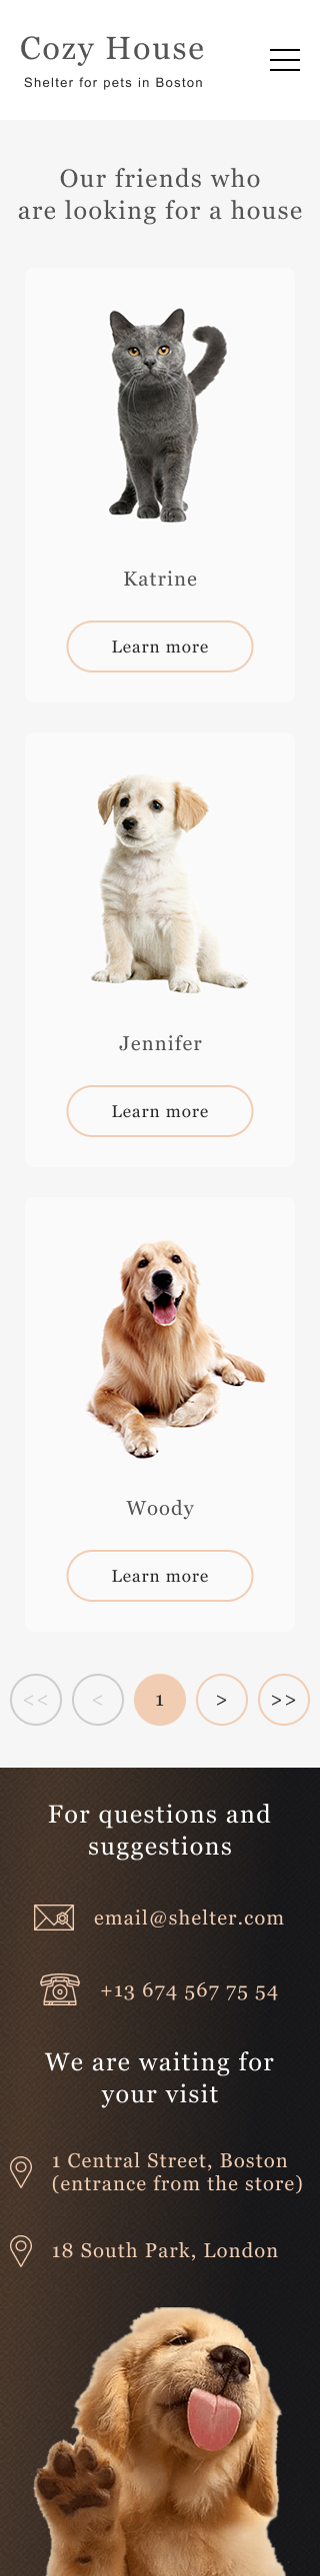 Cozy House
Shelter for pets in Boston
Our friends who
are looking for a house
Katrine
Learn more
Jennifer
Learn more
Woody
Learn more
<< < 1 > >>
For questions and
suggestions
email@shelter.com
+13 674 567 75 54
We are waiting for
your visit
1 Central Street, Boston
(entrance from the store)
18 South Park, London